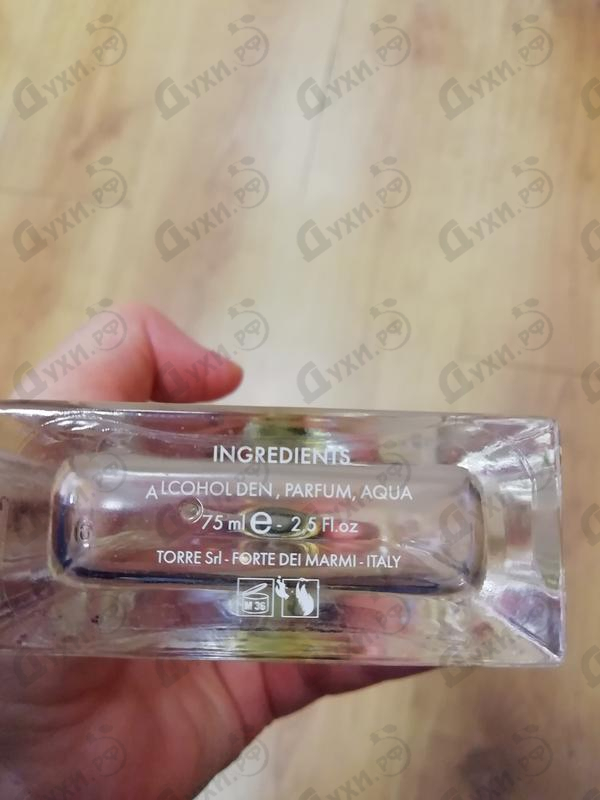 INGREDIENTS
ALCOHOL DEN, PARFUM, AQUA
75 ml e - 2 5 Fl.oz
TORRE Srl - FORTE DEI MARMI - ITALY
M 36
Духи.рф